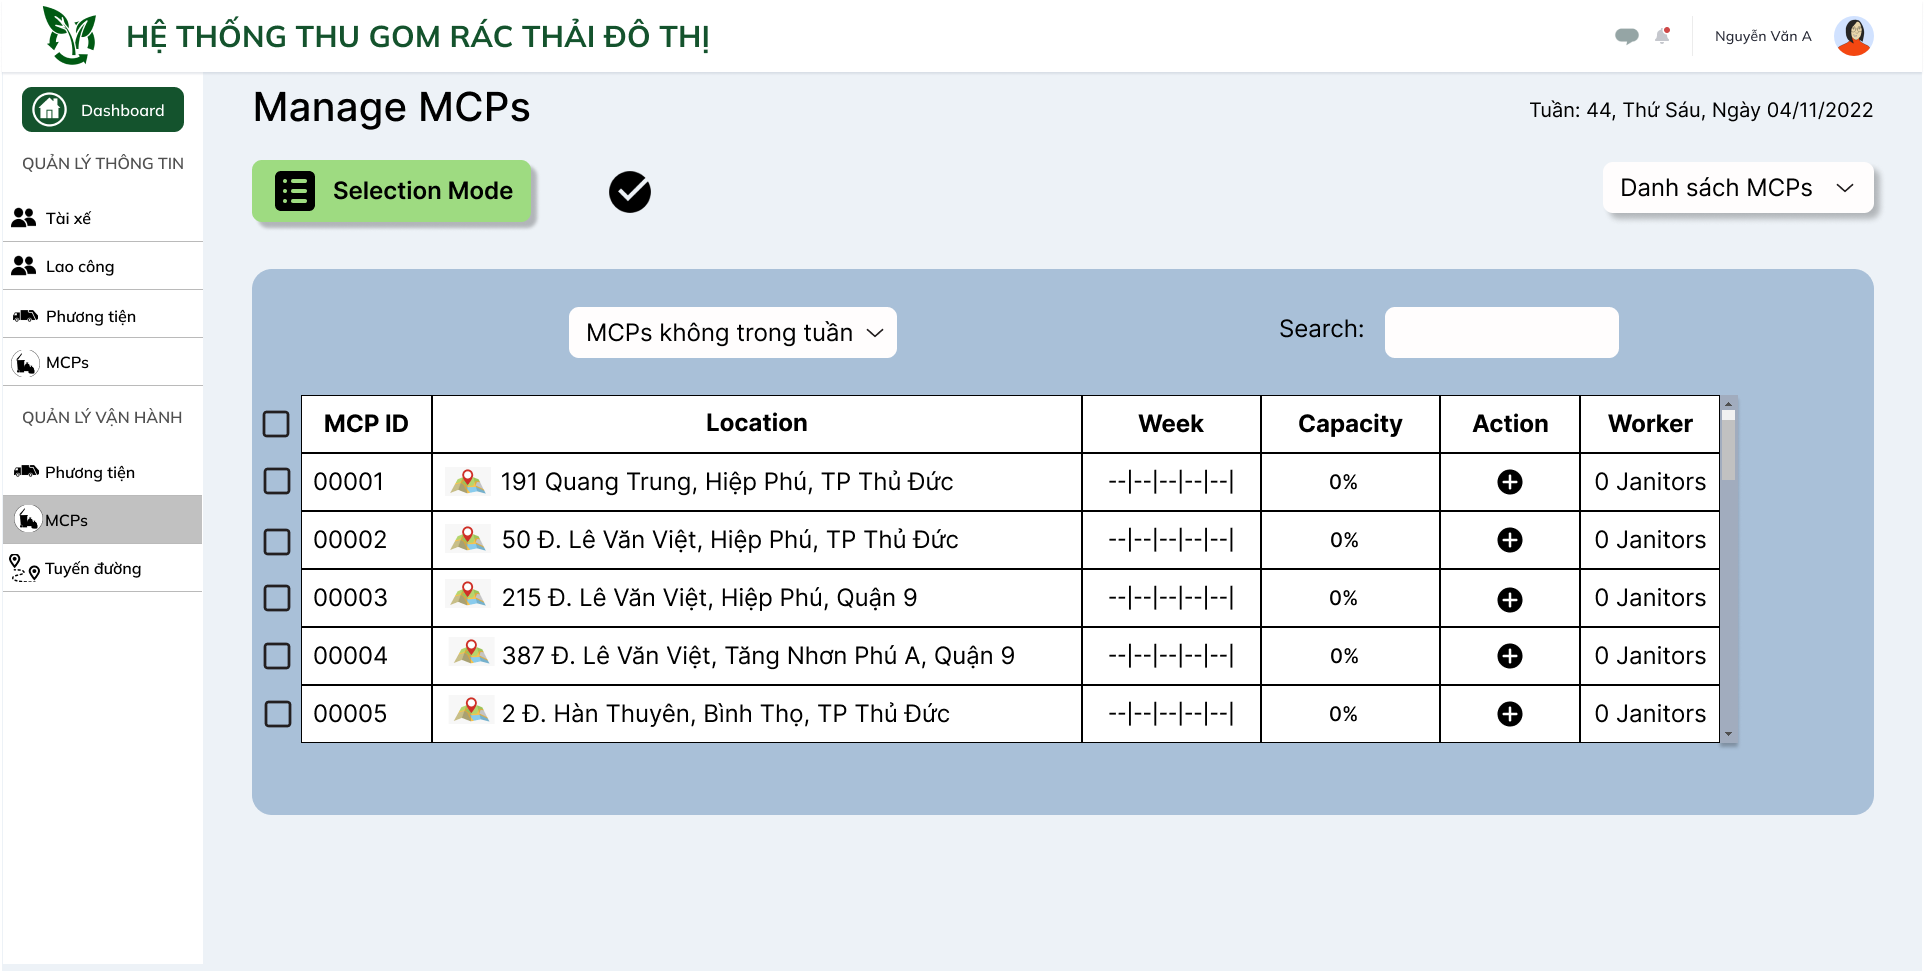 HỆ THỐNG THU GOM RÁC THẢI ĐÔ THỊ
Nguyễn Văn A
Dashboard
QUẢN LÝ THÔNG TIN
Tài xế
Lao công
Phương tiện
MCPs
QUẢN LÝ VẬN HÀNH
Phương tiện
MCPs
Tuyến đường
Manage MCPs
Tuần: 44, Thứ Sáu, Ngày 04/11/2022
Selection Mode
Danh sách MCPs
MCPs không trong tuần
Search:
MCP ID Location Week Capacity Action Worker
00001 191 Quang Trung, Hiệp Phú, TP Thủ Đức --|--|--|--|--| 0% 0 Janitors
00002 50 Đ. Lê Văn Việt, Hiệp Phú, TP Thủ Đức --|--|--|--|--| 0% 0 Janitors
00003 215 Đ. Lê Văn Việt, Hiệp Phú, Quận 9 --|--|--|--|--| 0% 0 Janitors
00004 387 Đ. Lê Văn Việt, Tăng Nhơn Phú A, Quận 9 --|--|--|--|--| 0% 0 Janitors
00005 2 Đ. Hàn Thuyên, Bình Thọ, TP Thủ Đức --|--|--|--|--| 0% 0 Janitors